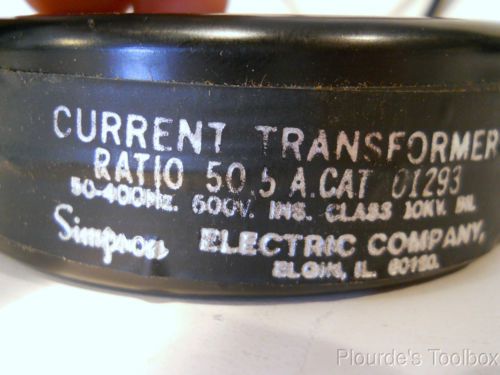 CURRENT TRANSFORMER
RATIO 50,5 A.CAT 01293
50-400HZ. 600V. INS. CLASS 10KV. BIL
Simpson ELECTRIC COMPANY,
ELGIN, IL. 60120.
Plourde's Toolbox